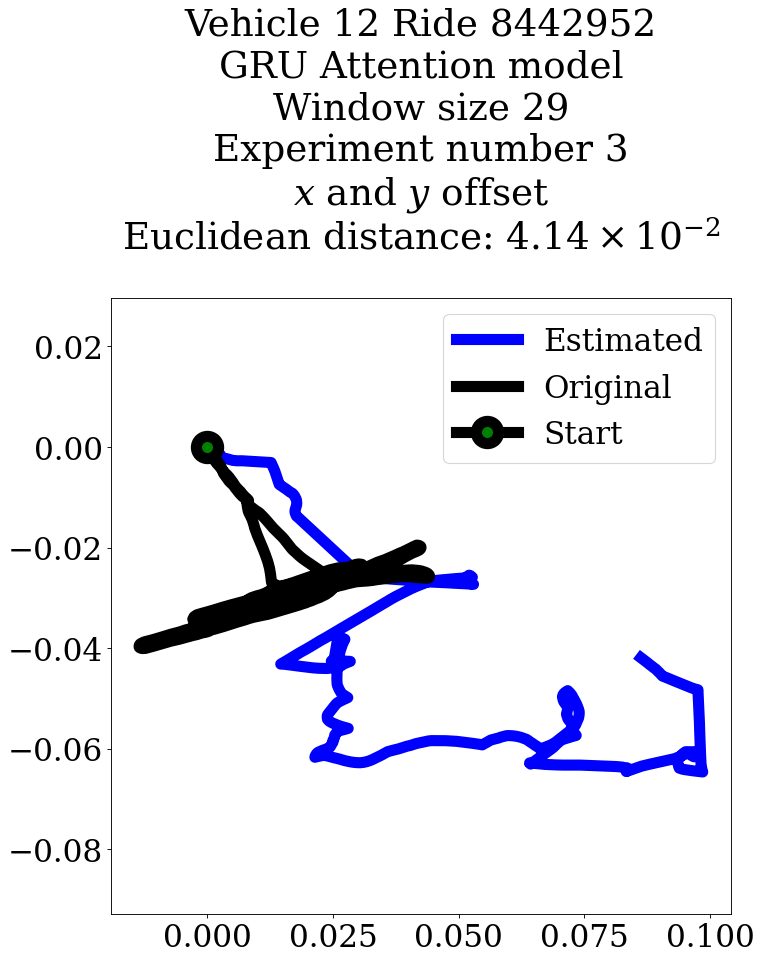 Vehicle 12 Ride 8442952
GRU Attention model
Window size 29
Experiment number 3
x and y offset
Euclidean distance: 4.14 × 10⁻²
Estimated
Original
Start
0.02
0.00
−0.02
−0.04
−0.06
−0.08
0.000 0.025 0.050 0.075 0.100